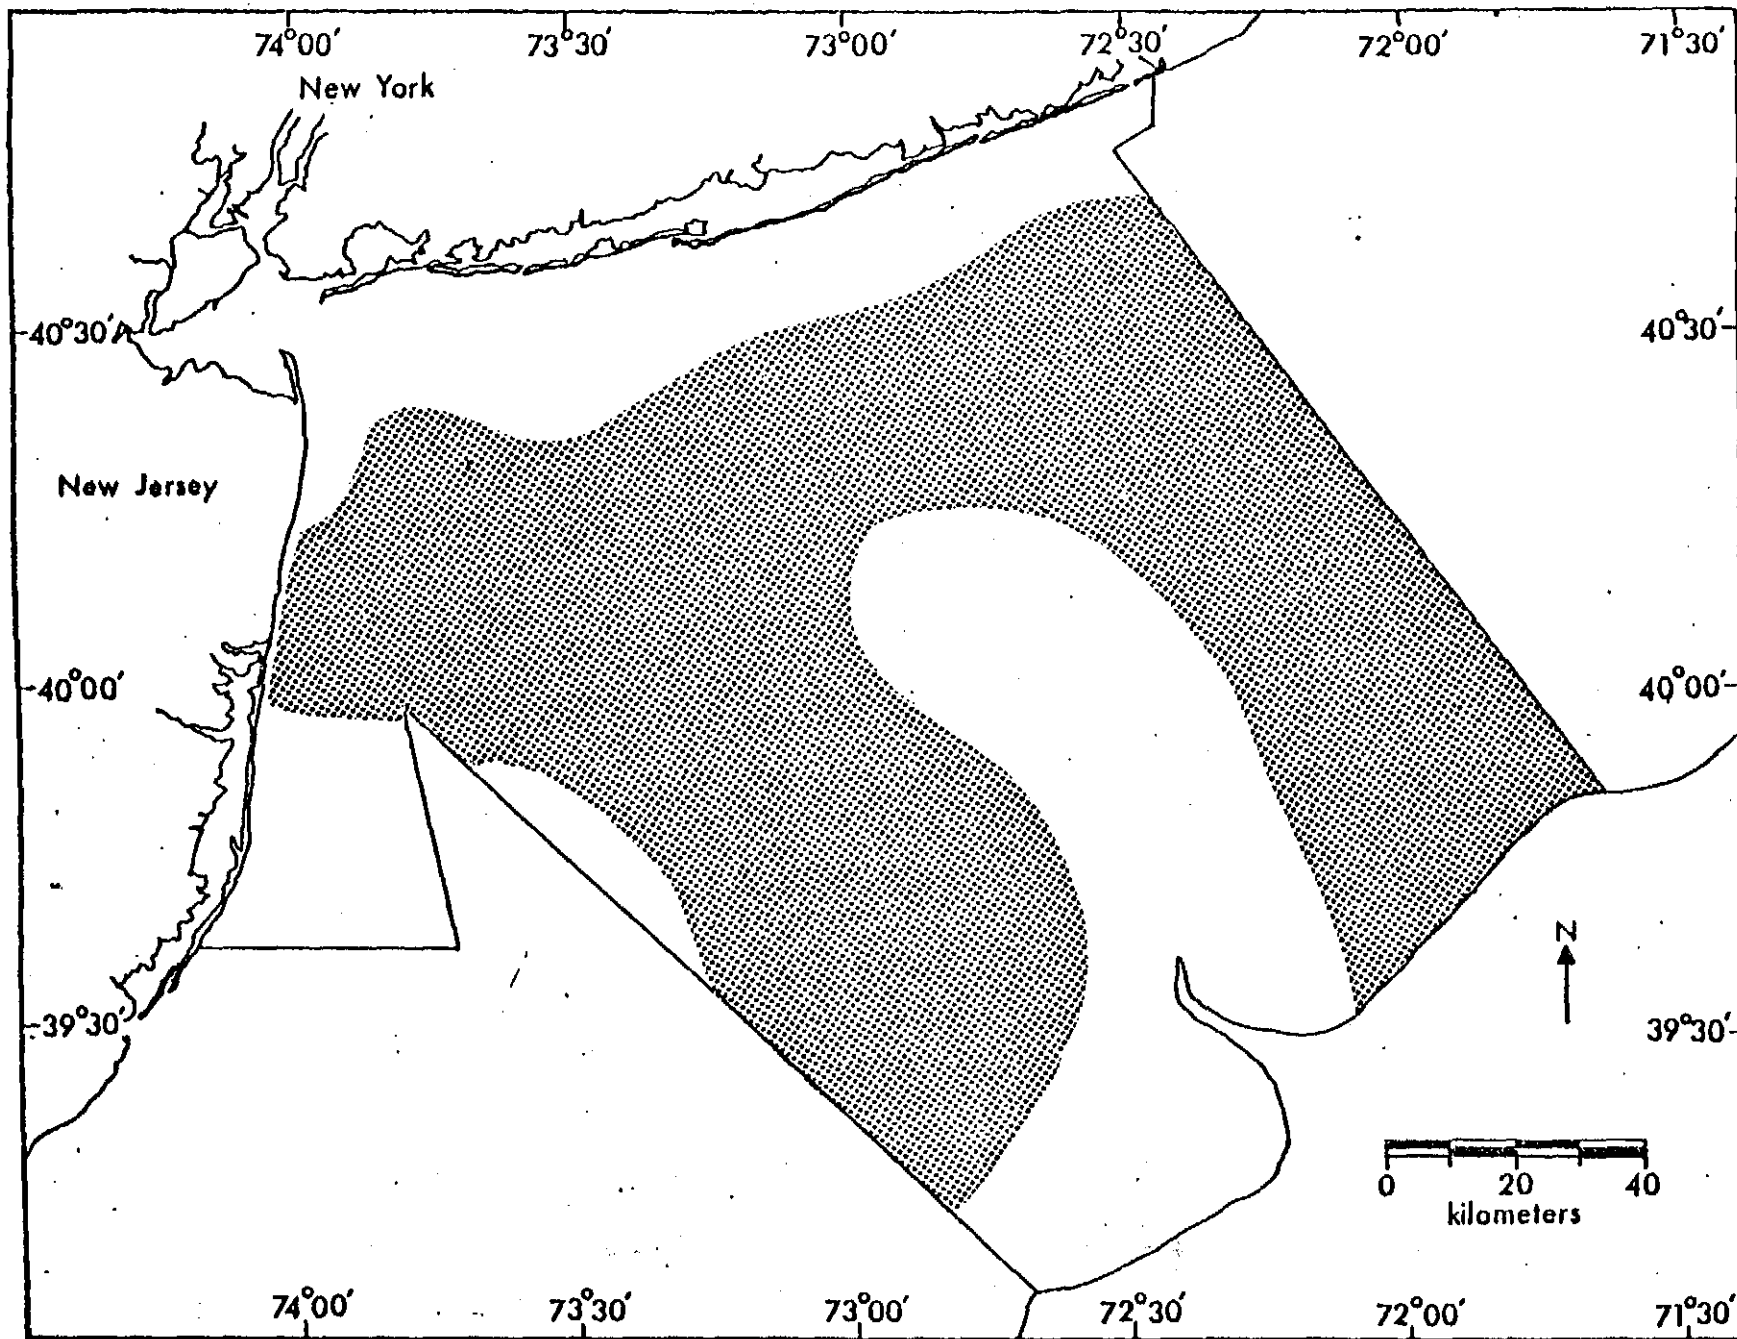 74°00′ 73°30′ 73°00′ 72°30′ 72°00′ 71°30′
New York
40°30′ 40°30′
New Jersey
40°00′ 40°00′
N
39°30′ 39°30′
0 20 40
kilometers
74°00′ 73°30′ 73°00′ 72°30′ 72°00′ 71°30′